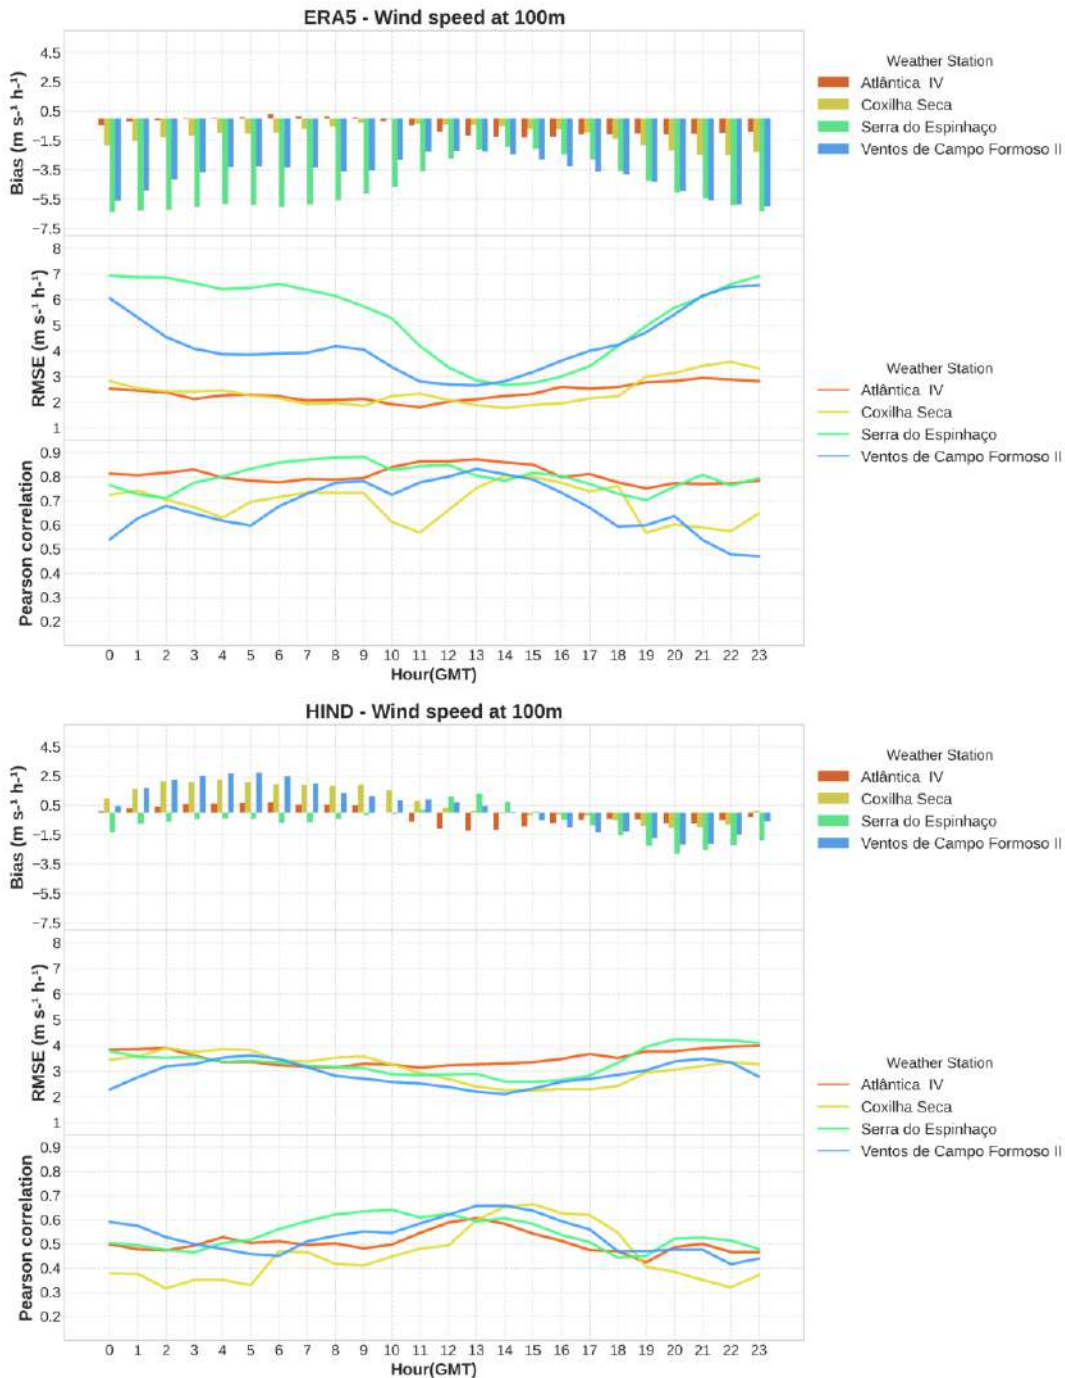 ERA5 - Wind speed at 100m
4.5
2.5
0.5
−1.5
−3.5
−5.5
−7.5
Bias (m s-¹ h-¹)
Weather Station
Atlântica IV
Coxilha Seca
Serra do Espinhaço
Ventos de Campo Formoso II
8
7
6
5
4
3
2
1
RMSE (m s-¹ h-¹)
Weather Station
Atlântica IV
Coxilha Seca
Serra do Espinhaço
Ventos de Campo Formoso II
0.9
0.8
0.7
0.6
0.5
0.4
0.3
0.2
Pearson correlation
0 1 2 3 4 5 6 7 8 9 10 11 12 13 14 15 16 17 18 19 20 21 22 23
Hour(GMT)
HIND - Wind speed at 100m
4.5
2.5
0.5
−1.5
−3.5
−5.5
−7.5
Bias (m s-¹ h-¹)
Weather Station
Atlântica IV
Coxilha Seca
Serra do Espinhaço
Ventos de Campo Formoso II
8
7
6
5
4
3
2
1
RMSE (m s-¹ h-¹)
Weather Station
Atlântica IV
Coxilha Seca
Serra do Espinhaço
Ventos de Campo Formoso II
0.9
0.8
0.7
0.6
0.5
0.4
0.3
0.2
Pearson correlation
0 1 2 3 4 5 6 7 8 9 10 11 12 13 14 15 16 17 18 19 20 21 22 23
Hour(GMT)